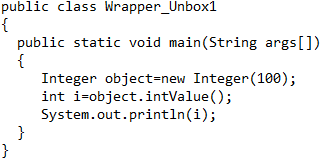 public class Wrapper_Unbox1
{
  public static void main(String args[])
  {
     Integer object=new Integer(100);
     int i=object.intValue();
     System.out.println(i);
  }
}